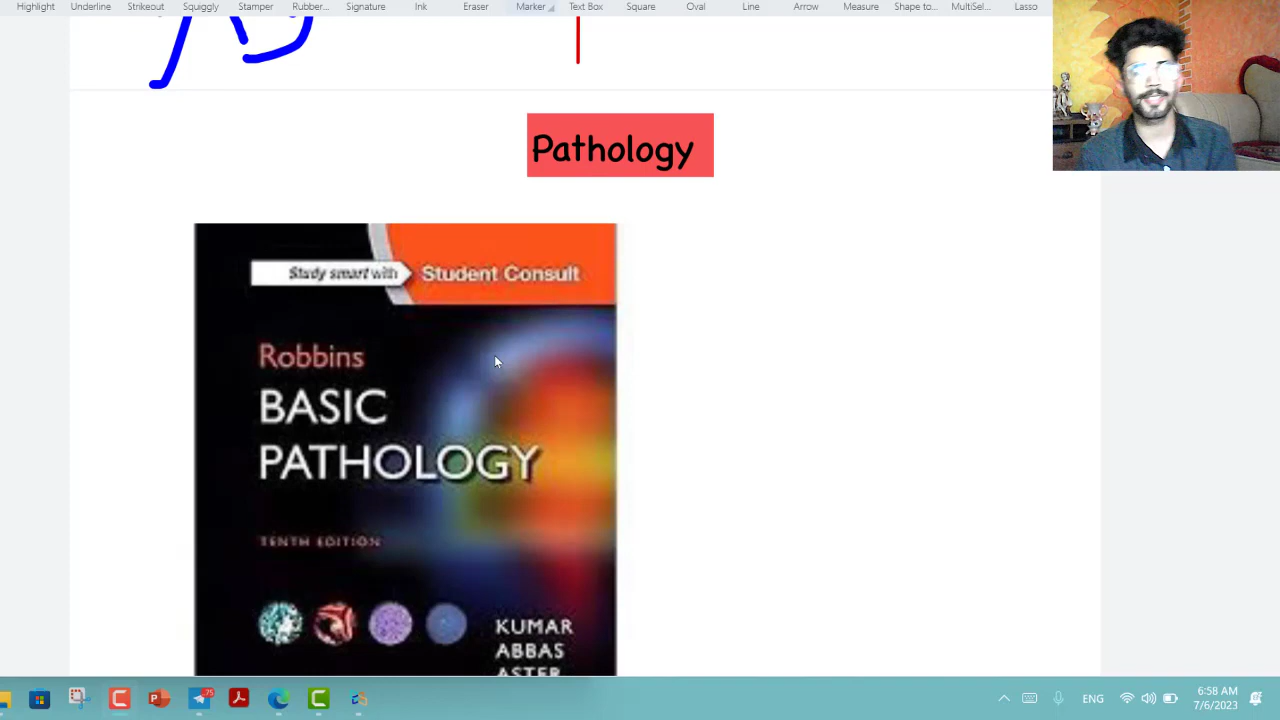 Highlight Underline Strikeout Squiggly Stamper Rubber... Signature Ink Eraser Marker Text Box Square Oval Line Arrow Measure Shape to... MultiSel... Lasso
Pathology
Study smart with Student Consult
Robbins
BASIC
PATHOLOGY
TENTH EDITION
KUMAR
ABBAS
ASTER
75
ENG
6:58 AM
7/6/2023